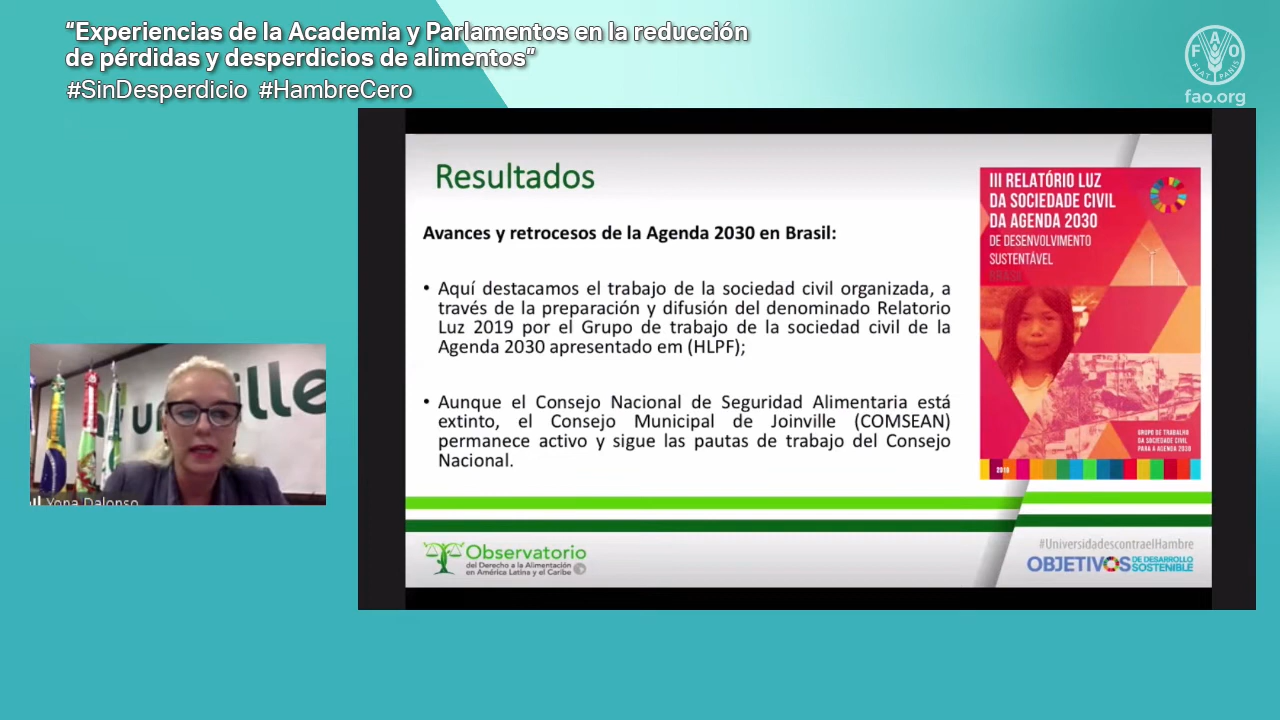 “Experiencias de la Academia y Parlamentos en la reducción
de pérdidas y desperdicios de alimentos”
#SinDesperdicio #HambreCero
FAO
FIAT PANIS
fao.org
Resultados
Avances y retrocesos de la Agenda 2030 en Brasil:
• Aquí destacamos el trabajo de la sociedad civil organizada, a
través de la preparación y difusión del denominado Relatorio
Luz 2019 por el Grupo de trabajo de la sociedad civil de la
Agenda 2030 apresentado em (HLPF);
• Aunque el Consejo Nacional de Seguridad Alimentaria está
extinto, el Consejo Municipal de Joinville (COMSEAN)
permanece activo y sigue las pautas de trabajo del Consejo
Nacional.
III RELATÓRIO LUZ
DA SOCIEDADE CIVIL
DA AGENDA 2030
DE DESENVOLVIMENTO
SUSTENTÁVEL
BRASIL
GRUPO DE TRABALHO
DA SOCIEDADE CIVIL
PARA A AGENDA 2030
Observatorio
del Derecho a la Alimentación
en América Latina y el Caribe
#UniversidadescontraelHambre
OBJETIVOS DE DESARROLLO
SOSTENIBLE
ville
Yona Dalonso